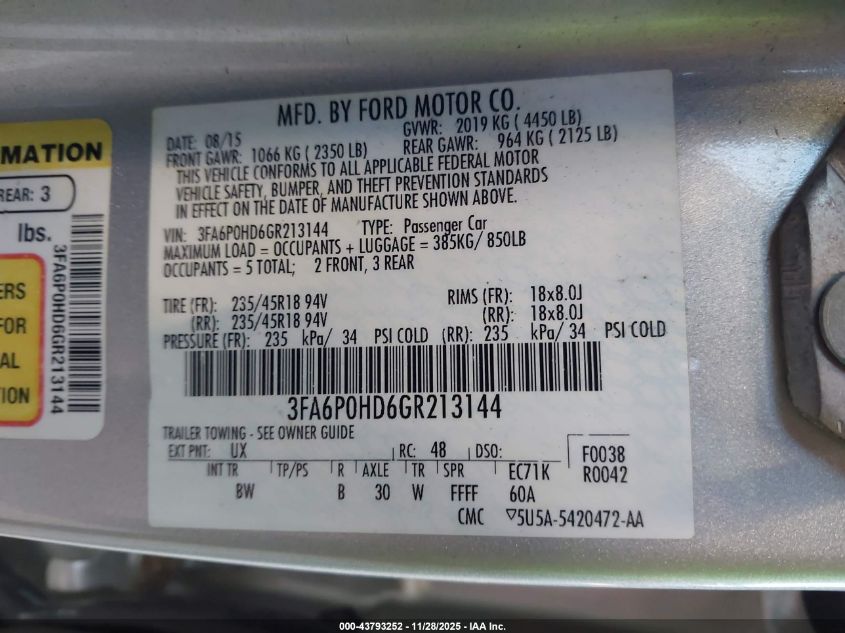 MFD. BY FORD MOTOR CO.
DATE: 08/15 GVWR: 2019 KG ( 4450 LB)
FRONT GAWR: 1066 KG ( 2350 LB) REAR GAWR: 964 KG ( 2125 LB)
THIS VEHICLE CONFORMS TO ALL APPLICABLE FEDERAL MOTOR
VEHICLE SAFETY, BUMPER, AND THEFT PREVENTION STANDARDS
IN EFFECT ON THE DATE OF MANUFACTURE SHOWN ABOVE.
VIN: 3FA6P0HD6GR213144 TYPE: Passenger Car
MAXIMUM LOAD = OCCUPANTS + LUGGAGE = 385KG/ 850LB
OCCUPANTS = 5 TOTAL; 2 FRONT, 3 REAR
TIRE (FR): 235/45R18 94V RIMS (FR): 18x8.0J
(RR): 235/45R18 94V (RR): 18x8.0J
PRESSURE (FR): 235 kPa/ 34 PSI COLD (RR): 235 kPa/ 34 PSI COLD
3FA6P0HD6GR213144
TRAILER TOWING - SEE OWNER GUIDE
EXT PNT: UX RC: 48 DSO: F0038
R0042
INT TR TP/PS R AXLE TR SPR EC71K
BW B 30 W FFFF 60A
CMC ▽5U5A-5420472-AA
MATION
REAR: 3
lbs.
ERS
FOR
AL
TION
3FA6P0HD6GR213144
000-43793252 | 11/28/2025 - IAA Inc.